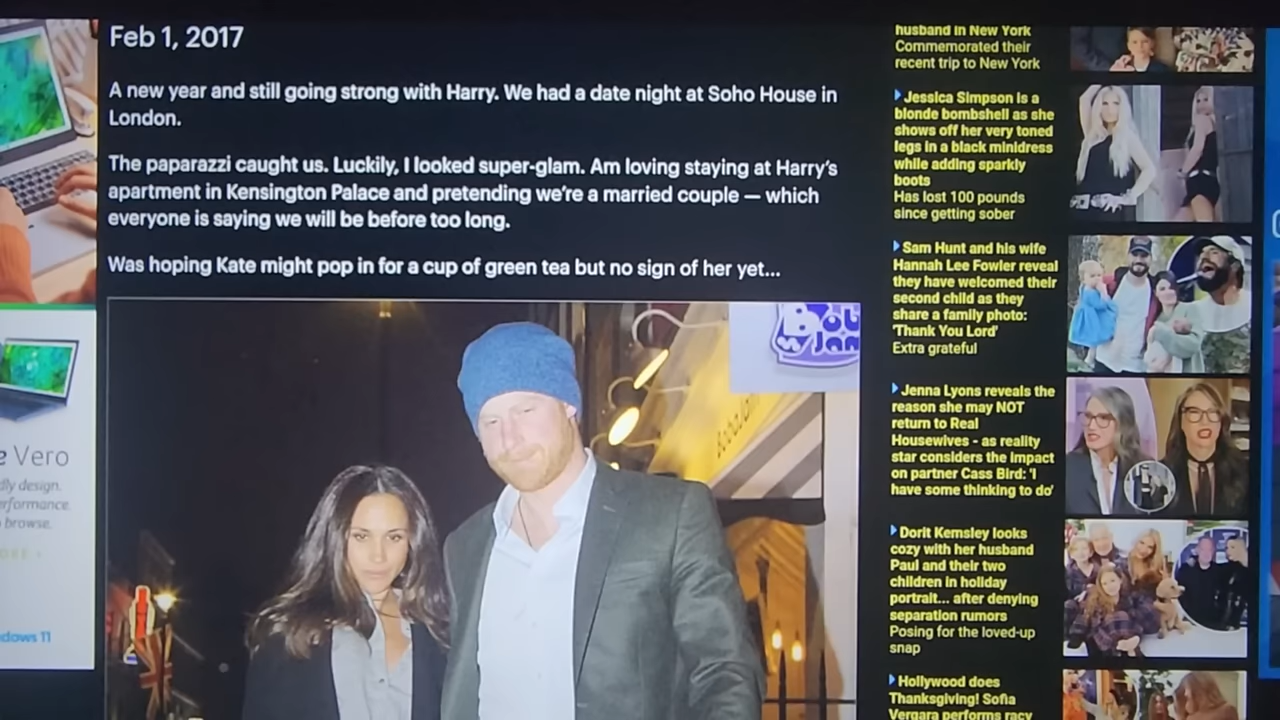 Feb 1, 2017
A new year and still going strong with Harry. We had a date night at Soho House in
London.
The paparazzi caught us. Luckily, I looked super-glam. Am loving staying at Harry's
apartment in Kensington Palace and pretending we're a married couple — which
everyone is saying we will be before too long.
Was hoping Kate might pop in for a cup of green tea but no sign of her yet...
husband in New York
Commemorated their
recent trip to New York
Jessica Simpson is a
blonde bombshell as she
shows off her very toned
legs in a black minidress
while adding sparkly
boots
Has lost 100 pounds
since getting sober
Sam Hunt and his wife
Hannah Lee Fowler reveal
they have welcomed their
second child as they
share a family photo:
'Thank You Lord'
Extra grateful
Jenna Lyons reveals the
reason she may NOT
return to Real
Housewives - as reality
star considers the impact
on partner Cass Bird: 'I
have some thinking to do'
Dorit Kemsley looks
cozy with her husband
Paul and their two
children in holiday
portrait... after denying
separation rumors
Posing for the loved-up
snap
Hollywood does
Thanksgiving! Sofia
Vergara performs racy
e Vero
dly design.
erformance.
browse.
dows 11